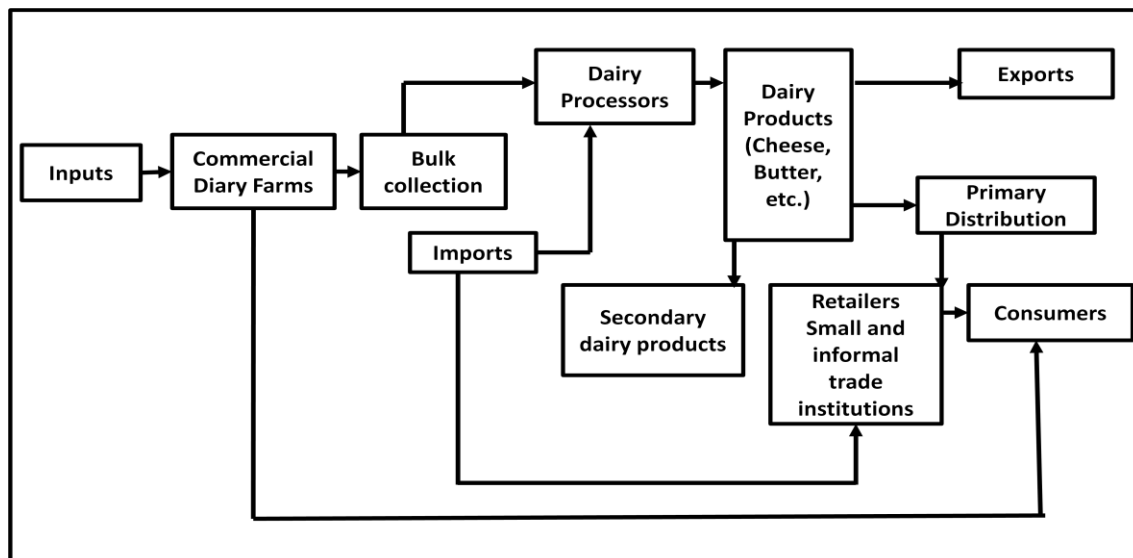 Inputs
Commercial
Diary Farms
Bulk
collection
Dairy
Processors
Imports
Dairy
Products
(Cheese,
Butter,
etc.)
Exports
Primary
Distribution
Secondary
dairy products
Retailers
Small and
informal
trade
institutions
Consumers